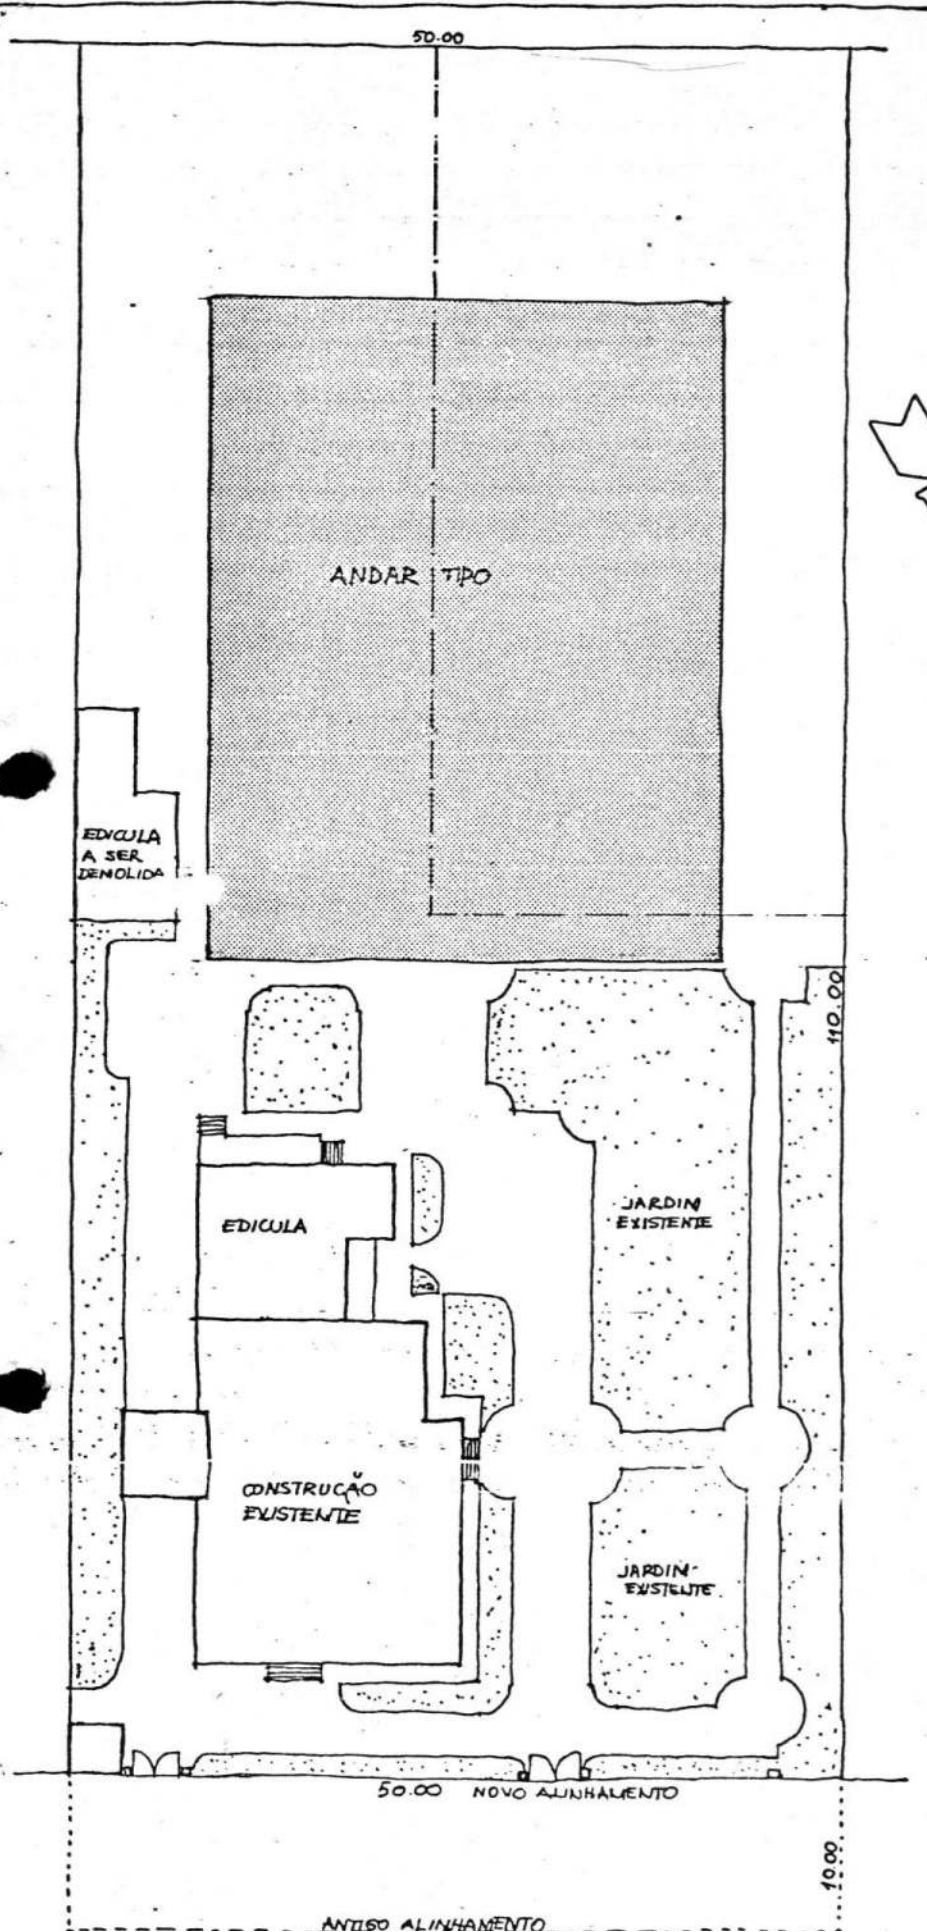 50.00
ANDAR TIPO
EDICULA
A SER
DEMOLIDA
110.00
JARDIM
EXISTENTE
EDICULA
CONSTRUÇÃO
EXISTENTE
JARDIM
EXISTENTE
50.00 NOVO ALINHAMENTO
10.00
ANTIGO ALINHAMENTO